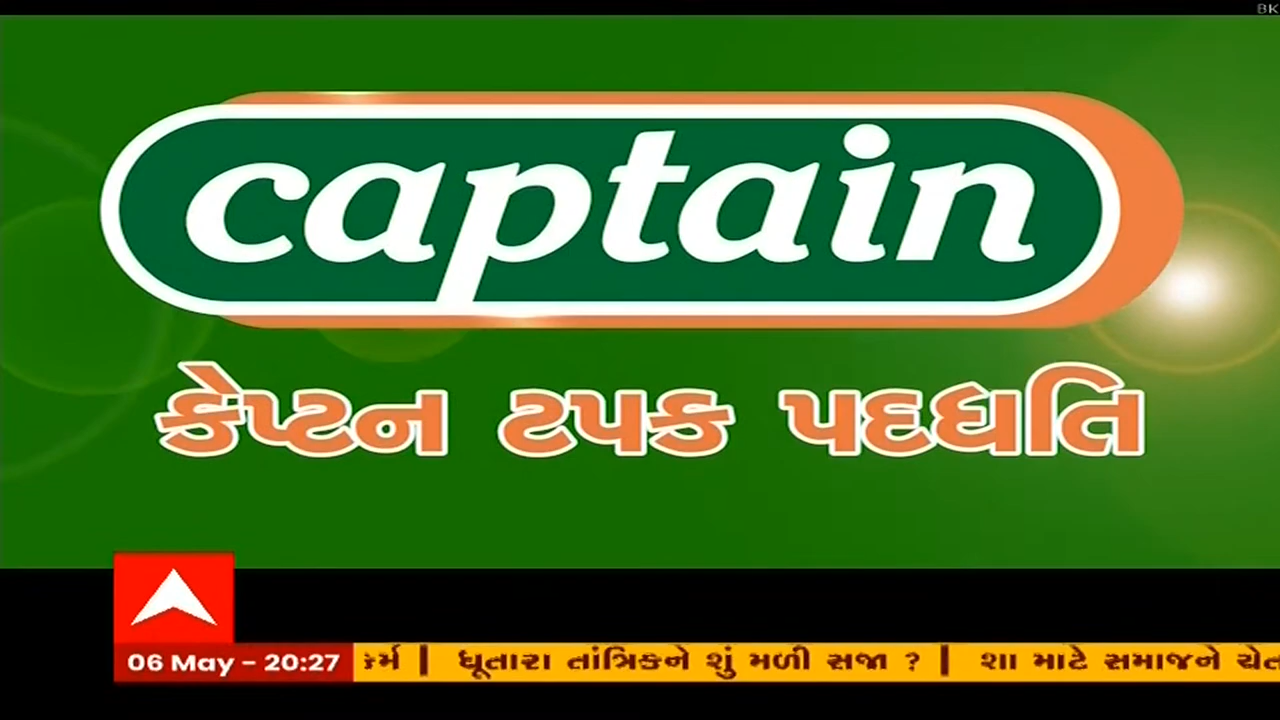 BK
captain
કેપ્ટન ટપક પદ્ધતિ
06 May - 20:27
ધૂતારા તાંત્રિકને શું મળી સજા ? | શા માટે સમાજને